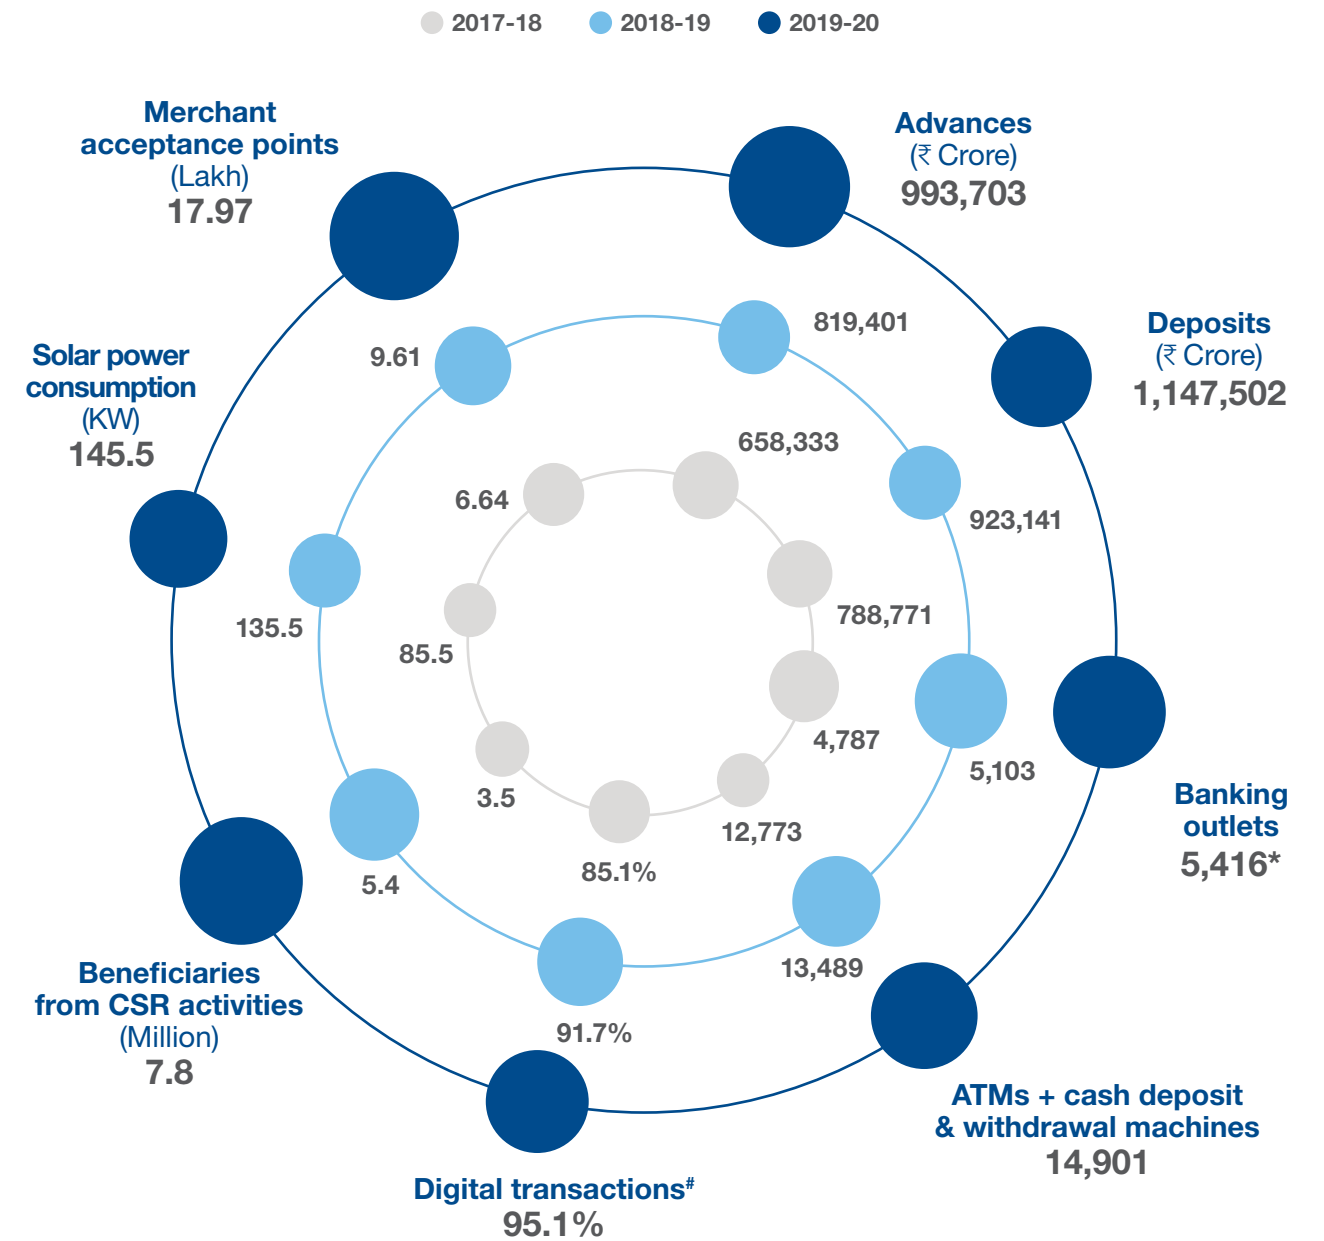 2017-18
2018-19
2019-20
Merchant
acceptance points
(Lakh)
17.97
Advances
(₹ Crore)
993,703
Deposits
(₹ Crore)
1,147,502
Solar power
consumption
(KW)
145.5
9.61
819,401
923,141
658,333
6.64
788,771
135.5
85.5
4,787
5,103
Banking
outlets
5,416*
3.5
12,773
85.1%
5.4
13,489
91.7%
Beneficiaries
from CSR activities
(Million)
7.8
ATMs + cash deposit
& withdrawal machines
14,901
Digital transactions#
95.1%